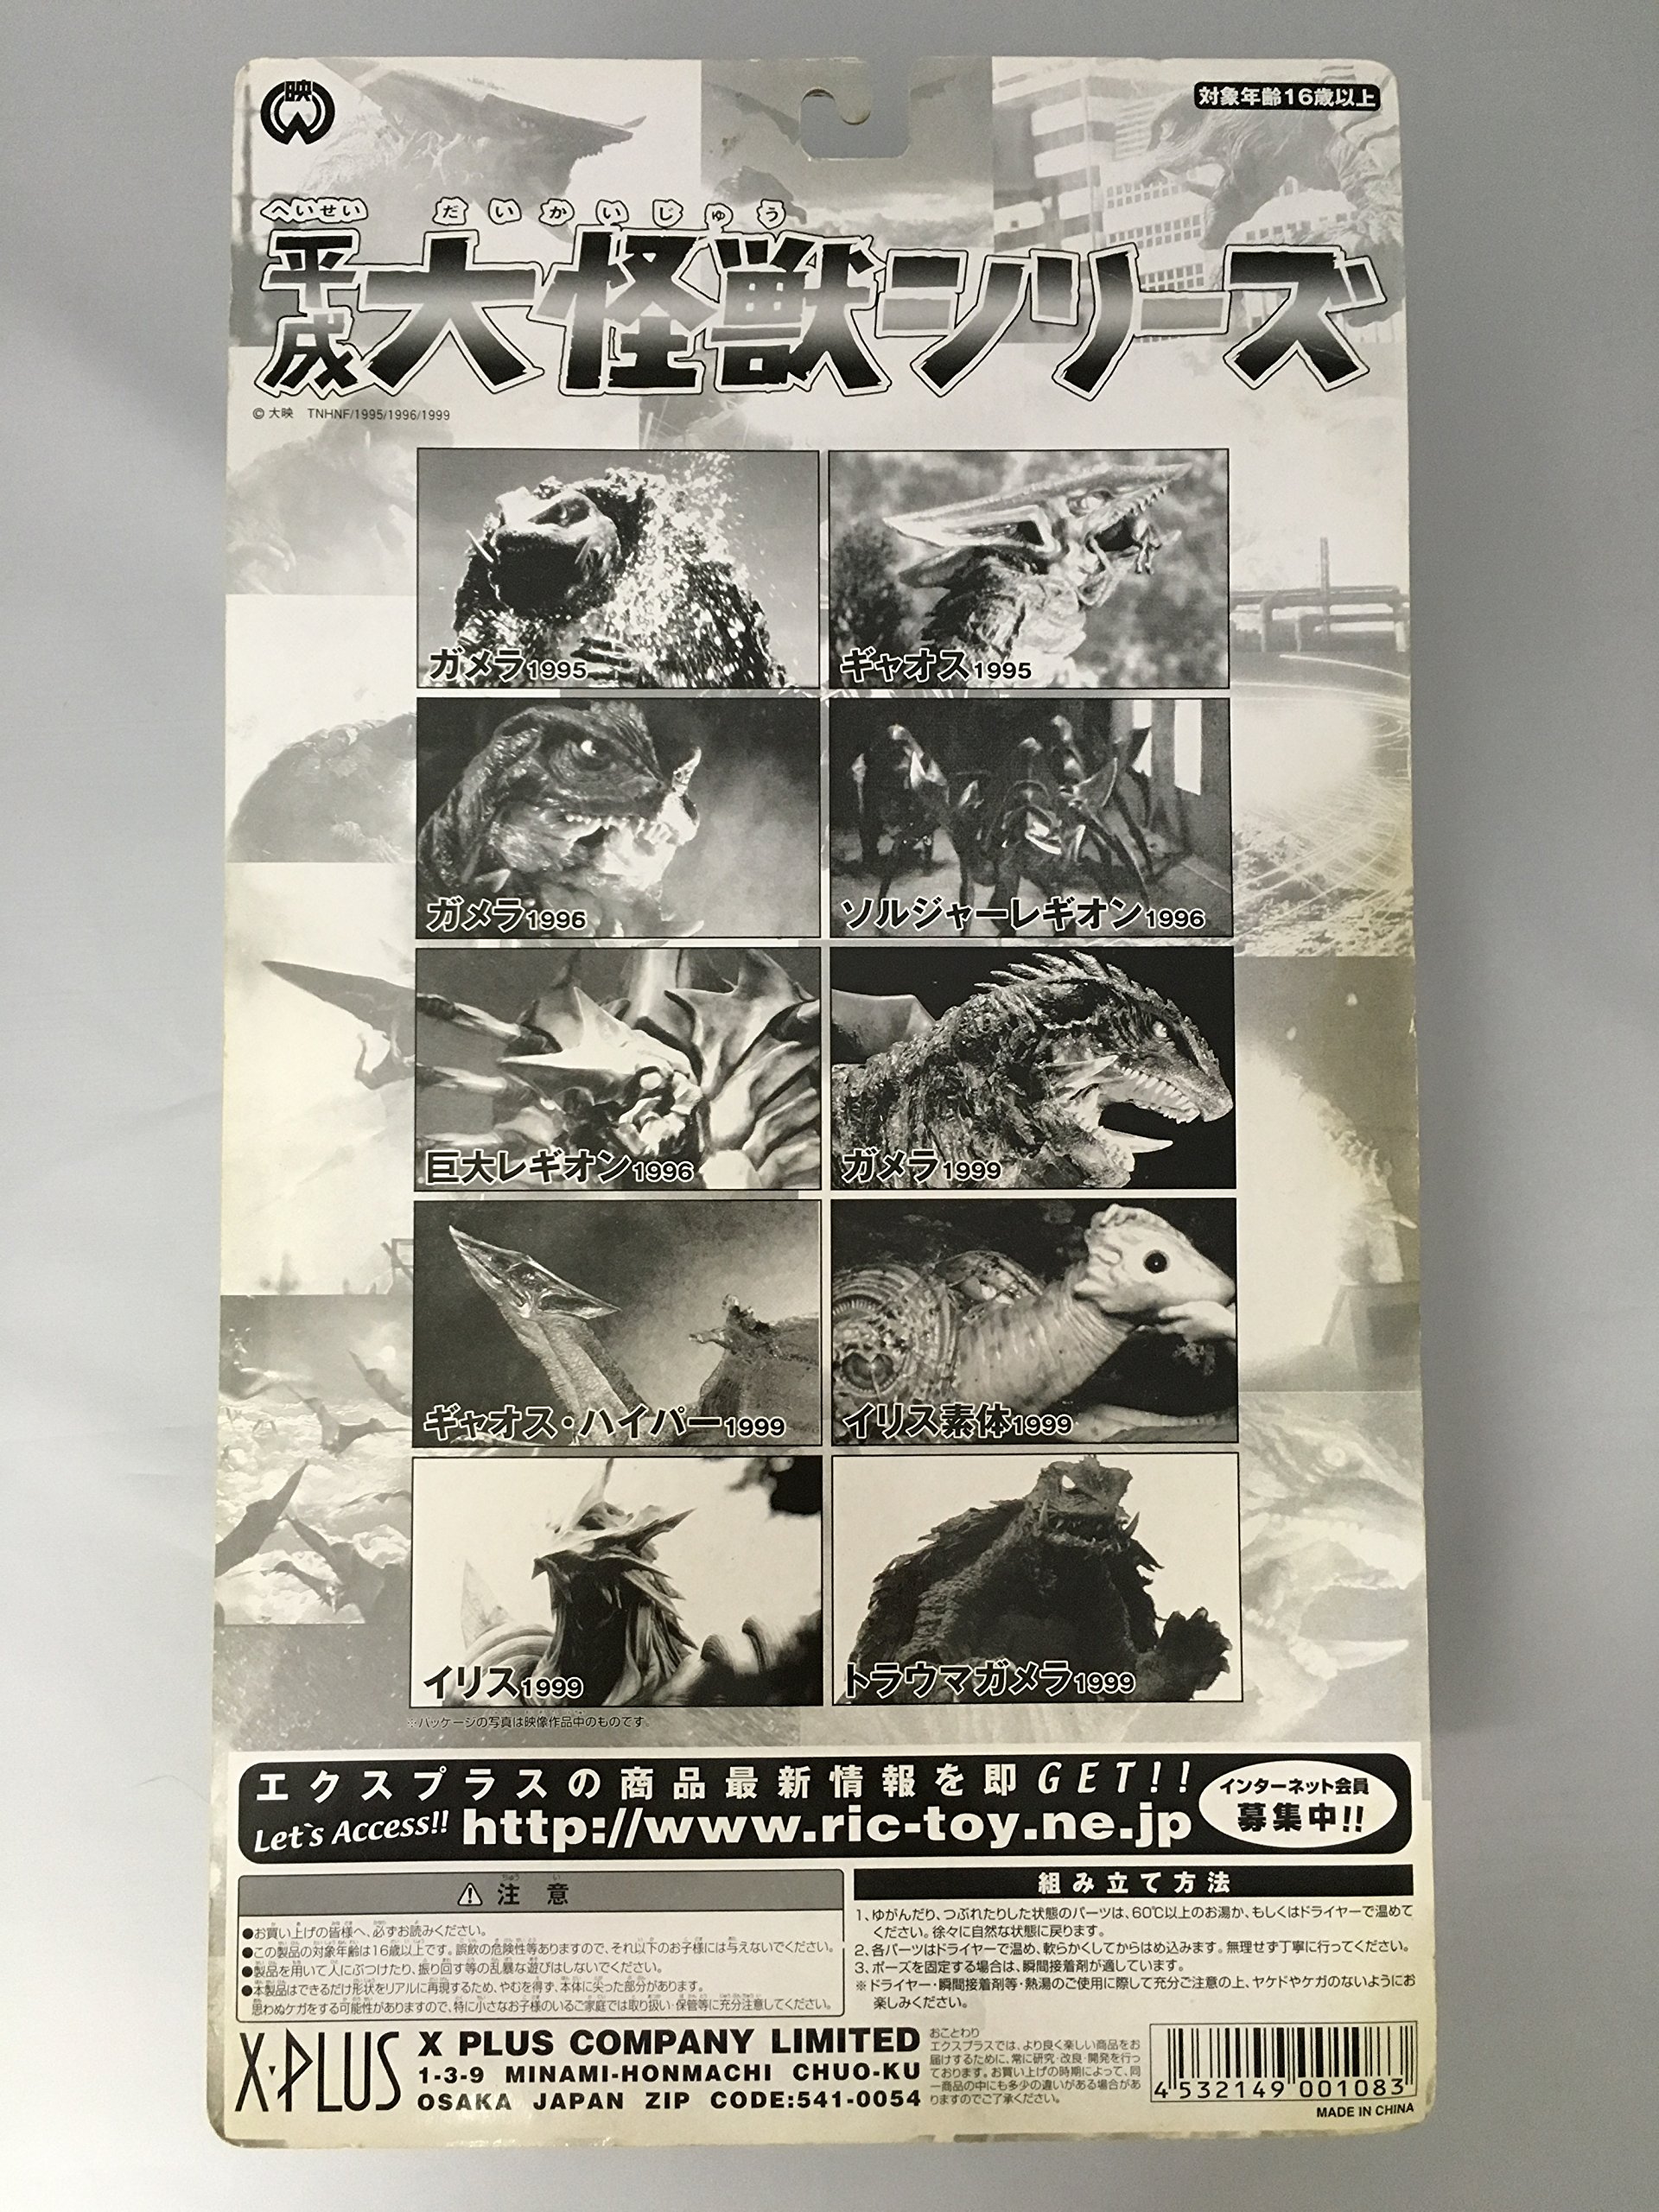 映
対象年齢16歳以上
へいせい だいかいじゅう
平成大怪獣シリーズ
© 大映 TNHNF/1995/1996/1999
ガメラ1995
ギャオス1995
ガメラ1996
ソルジャーレギオン1996
巨大レギオン1996
ガメラ1999
ギャオス・ハイパー1999
イリス素体1999
イリス1999
トラウマガメラ1999
※パッケージの写真は映像作品中のものです。
エクスプラスの商品最新情報を即GET!!
Let`s Access!! http://www.ric-toy.ne.jp
インターネット会員
募集中!!
⚠ 注意
●お買い上げの皆様へ、必ずお読みください。
●この製品の対象年齢は16歳以上です。誤飲の危険性等ありますので、それ以下のお子様には与えないでください。
●製品を用いて人にぶつけたり、振り回す等の乱暴な遊びはしないでください。
●本製品はできるだけ形状をリアルに再現するため、やむを得ず、本体に尖った部分があります。
思わぬケガをする可能性がありますので、特に小さなお子様のいるご家庭では取り扱い・保管等に充分注意してください。
組み立て方法
1、ゆがんだり、つぶれたりした状態のパーツは、60℃以上のお湯か、もしくはドライヤーで温めて
ください。徐々に自然な状態に戻ります。
2、各パーツはドライヤーで温め、軟らかくしてからはめ込みます。無理せず丁寧に行ってください。
3、ポーズを固定する場合は、瞬間接着剤が適しています。
※ドライヤー・瞬間接着剤等・熱湯のご使用に際して充分ご注意の上、ヤケドやケガのないようにお
楽しみください。
X·PLUS
X PLUS COMPANY LIMITED
1-3-9 MINAMI-HONMACHI CHUO-KU
OSAKA JAPAN ZIP CODE:541-0054
おことわり
エクスプラスでは、より良く楽しい商品をお
届けするために、常に研究・改良・開発を行っ
ております。お買い上げの時期によって、同
一商品の中にも多少の違いがある場合があ
りますのでご了承ください。
4 532149 001083
MADE IN CHINA